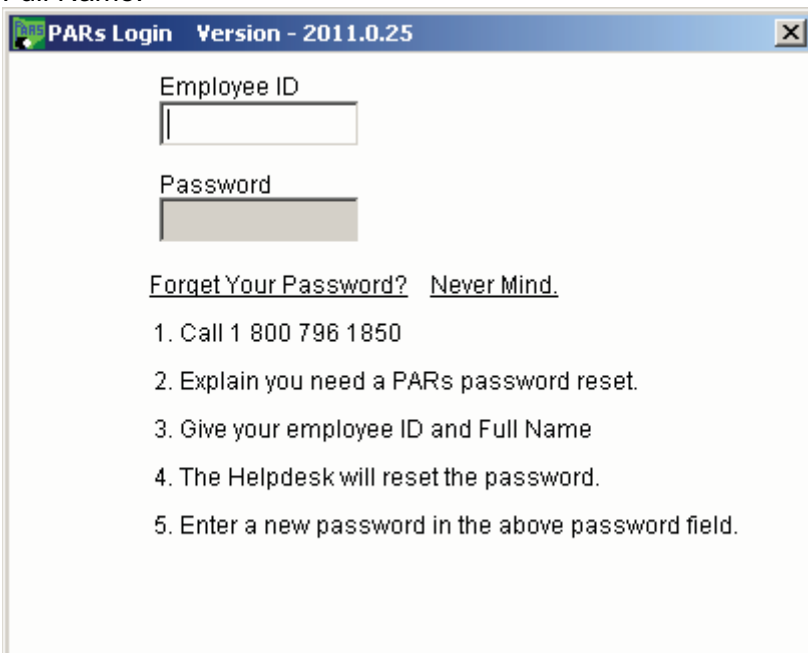 PARs Login Version - 2011.0.25
Employee ID
Password
Forget Your Password? Never Mind.
1. Call 1 800 796 1850
2. Explain you need a PARs password reset.
3. Give your employee ID and Full Name
4. The Helpdesk will reset the password.
5. Enter a new password in the above password field.